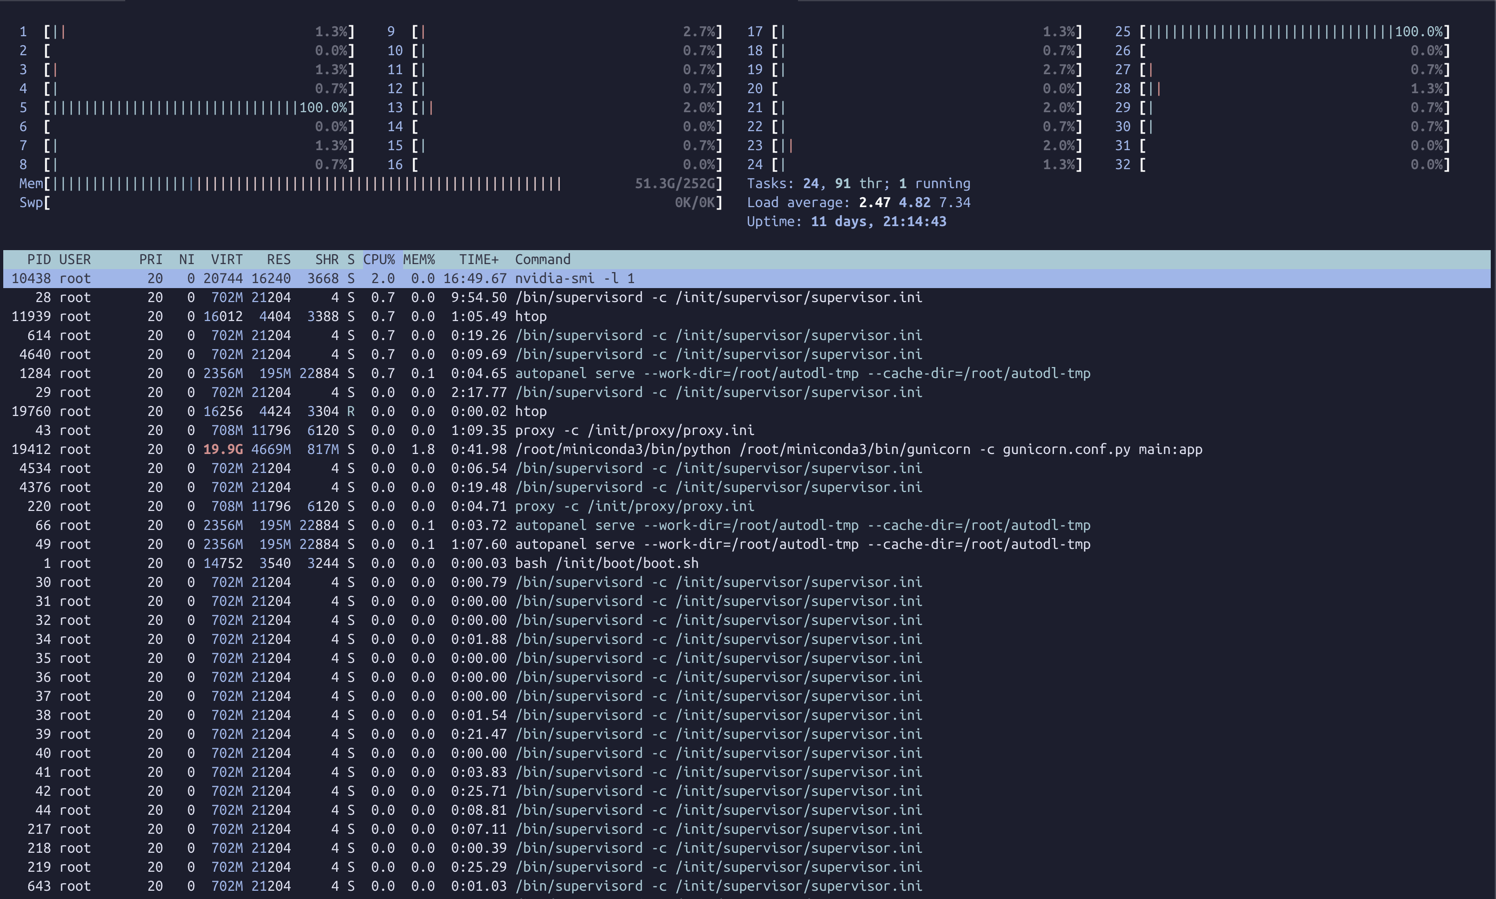 1 [|| 1.3%] 9 [| 2.7%] 17 [| 1.3%] 25 [|||||||||||||||||||||||||||||||100.0%]
2 [ 0.0%] 10 [| 0.7%] 18 [| 0.7%] 26 [ 0.0%]
3 [| 1.3%] 11 [| 0.7%] 19 [| 2.7%] 27 [| 0.7%]
4 [| 0.7%] 12 [| 0.7%] 20 [ 0.0%] 28 [|| 1.3%]
5 [|||||||||||||||||||||||||||||||100.0%] 13 [|| 2.0%] 21 [| 2.0%] 29 [| 0.7%]
6 [ 0.0%] 14 [ 0.0%] 22 [| 0.7%] 30 [| 0.7%]
7 [| 1.3%] 15 [| 0.7%] 23 [|| 2.0%] 31 [ 0.0%]
8 [| 0.7%] 16 [ 0.0%] 24 [| 1.3%] 32 [ 0.0%]
Mem[|||||||||||||||||||||||||||||||||||||||||||||||||||||||||||||||| 51.3G/252G] Tasks: 24, 91 thr; 1 running
Swp[ 0K/0K] Load average: 2.47 4.82 7.34
Uptime: 11 days, 21:14:43
PID USER PRI NI VIRT RES SHR S CPU% MEM% TIME+ Command
10438 root 20 0 20744 16240 3668 S 2.0 0.0 16:49.67 nvidia-smi -l 1
28 root 20 0 702M 21204 4 S 0.7 0.0 9:54.50 /bin/supervisord -c /init/supervisor/supervisor.ini
11939 root 20 0 16012 4404 3388 S 0.7 0.0 1:05.49 htop
614 root 20 0 702M 21204 4 S 0.7 0.0 0:19.26 /bin/supervisord -c /init/supervisor/supervisor.ini
4640 root 20 0 702M 21204 4 S 0.7 0.0 0:09.69 /bin/supervisord -c /init/supervisor/supervisor.ini
1284 root 20 0 2356M 195M 22884 S 0.7 0.1 0:04.65 autopanel serve --work-dir=/root/autodl-tmp --cache-dir=/root/autodl-tmp
29 root 20 0 702M 21204 4 S 0.0 0.0 2:17.77 /bin/supervisord -c /init/supervisor/supervisor.ini
19760 root 20 0 16256 4424 3304 R 0.0 0.0 0:00.02 htop
43 root 20 0 708M 11796 6120 S 0.0 0.0 1:09.35 proxy -c /init/proxy/proxy.ini
19412 root 20 0 19.9G 4669M 817M S 0.0 1.8 0:41.98 /root/miniconda3/bin/python /root/miniconda3/bin/gunicorn -c gunicorn.conf.py main:app
4534 root 20 0 702M 21204 4 S 0.0 0.0 0:06.54 /bin/supervisord -c /init/supervisor/supervisor.ini
4376 root 20 0 702M 21204 4 S 0.0 0.0 0:19.48 /bin/supervisord -c /init/supervisor/supervisor.ini
220 root 20 0 708M 11796 6120 S 0.0 0.0 0:04.71 proxy -c /init/proxy/proxy.ini
66 root 20 0 2356M 195M 22884 S 0.0 0.1 0:03.72 autopanel serve --work-dir=/root/autodl-tmp --cache-dir=/root/autodl-tmp
49 root 20 0 2356M 195M 22884 S 0.0 0.1 1:07.60 autopanel serve --work-dir=/root/autodl-tmp --cache-dir=/root/autodl-tmp
1 root 20 0 14752 3540 3244 S 0.0 0.0 0:00.03 bash /init/boot/boot.sh
30 root 20 0 702M 21204 4 S 0.0 0.0 0:00.79 /bin/supervisord -c /init/supervisor/supervisor.ini
31 root 20 0 702M 21204 4 S 0.0 0.0 0:00.00 /bin/supervisord -c /init/supervisor/supervisor.ini
32 root 20 0 702M 21204 4 S 0.0 0.0 0:00.00 /bin/supervisord -c /init/supervisor/supervisor.ini
34 root 20 0 702M 21204 4 S 0.0 0.0 0:01.88 /bin/supervisord -c /init/supervisor/supervisor.ini
35 root 20 0 702M 21204 4 S 0.0 0.0 0:00.00 /bin/supervisord -c /init/supervisor/supervisor.ini
36 root 20 0 702M 21204 4 S 0.0 0.0 0:00.00 /bin/supervisord -c /init/supervisor/supervisor.ini
37 root 20 0 702M 21204 4 S 0.0 0.0 0:00.00 /bin/supervisord -c /init/supervisor/supervisor.ini
38 root 20 0 702M 21204 4 S 0.0 0.0 0:01.54 /bin/supervisord -c /init/supervisor/supervisor.ini
39 root 20 0 702M 21204 4 S 0.0 0.0 0:21.47 /bin/supervisord -c /init/supervisor/supervisor.ini
40 root 20 0 702M 21204 4 S 0.0 0.0 0:00.00 /bin/supervisord -c /init/supervisor/supervisor.ini
41 root 20 0 702M 21204 4 S 0.0 0.0 0:03.83 /bin/supervisord -c /init/supervisor/supervisor.ini
42 root 20 0 702M 21204 4 S 0.0 0.0 0:25.71 /bin/supervisord -c /init/supervisor/supervisor.ini
44 root 20 0 702M 21204 4 S 0.0 0.0 0:08.81 /bin/supervisord -c /init/supervisor/supervisor.ini
217 root 20 0 702M 21204 4 S 0.0 0.0 0:07.11 /bin/supervisord -c /init/supervisor/supervisor.ini
218 root 20 0 702M 21204 4 S 0.0 0.0 0:00.39 /bin/supervisord -c /init/supervisor/supervisor.ini
219 root 20 0 702M 21204 4 S 0.0 0.0 0:25.29 /bin/supervisord -c /init/supervisor/supervisor.ini
643 root 20 0 702M 21204 4 S 0.0 0.0 0:01.03 /bin/supervisord -c /init/supervisor/supervisor.ini